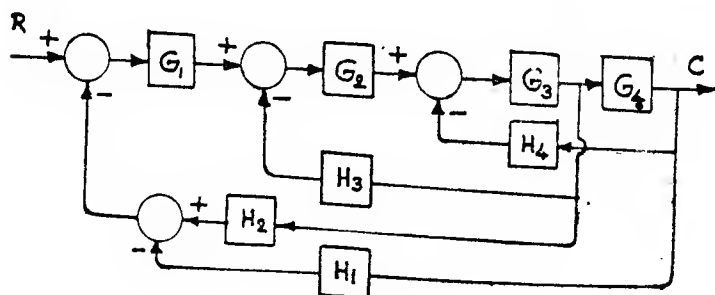 R + G₁ + G₂ + G₃ G₄ C
- - -
H₄
H₃
+ H₂
- H₁